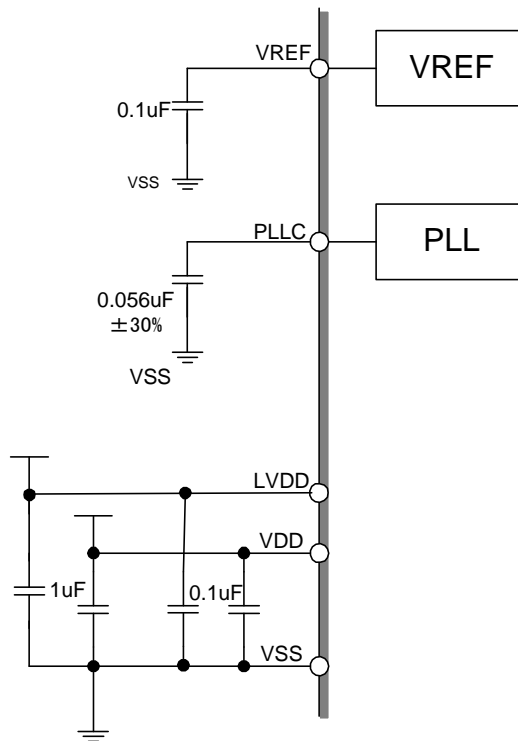 VREF
VREF
0.1uF
VSS
PLLC
PLL
0.056uF
±30%
VSS
LVDD
VDD
1uF
0.1uF
VSS